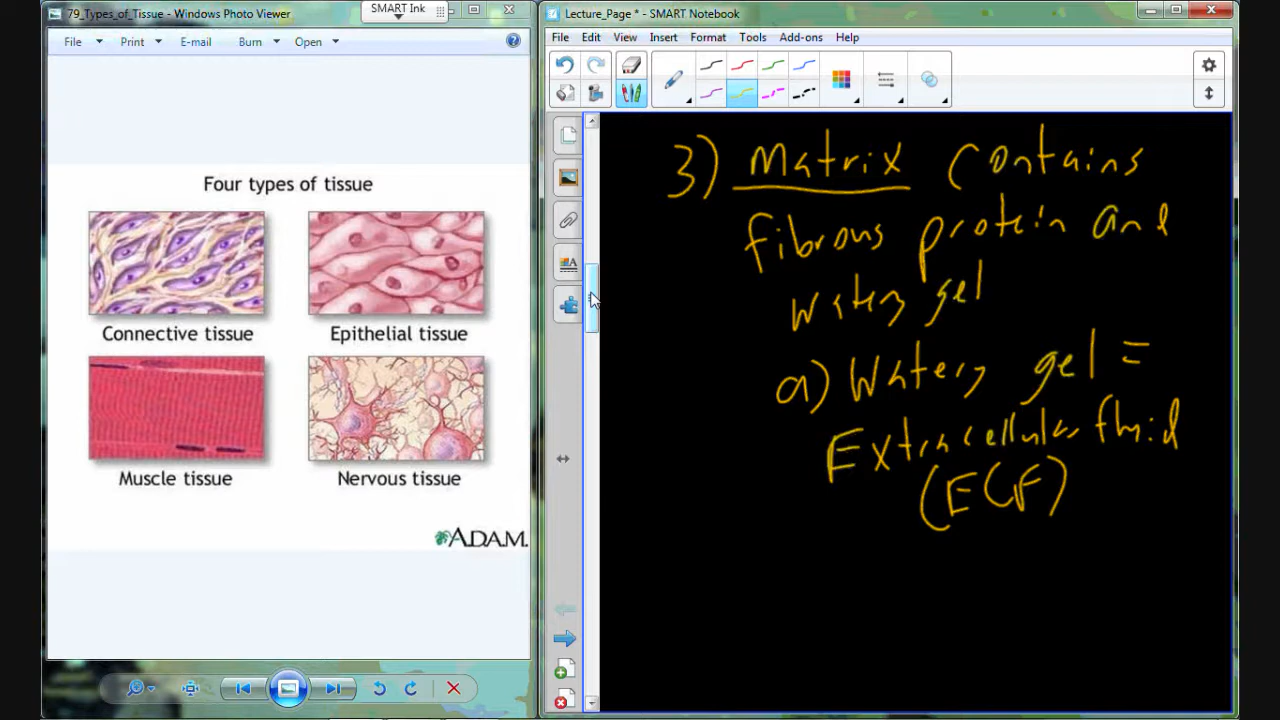 79_Types_of_Tissue - Windows Photo Viewer
SMART Ink
File Print E-mail Burn Open
Four types of tissue
Connective tissue Epithelial tissue
Muscle tissue Nervous tissue
ADAM.
Lecture_Page * - SMART Notebook
File Edit View Insert Format Tools Add-ons Help
3) Matrix contains
fibrous protein and
Watery gel
a) Watery gel =
Extracellular fluid
(ECF)